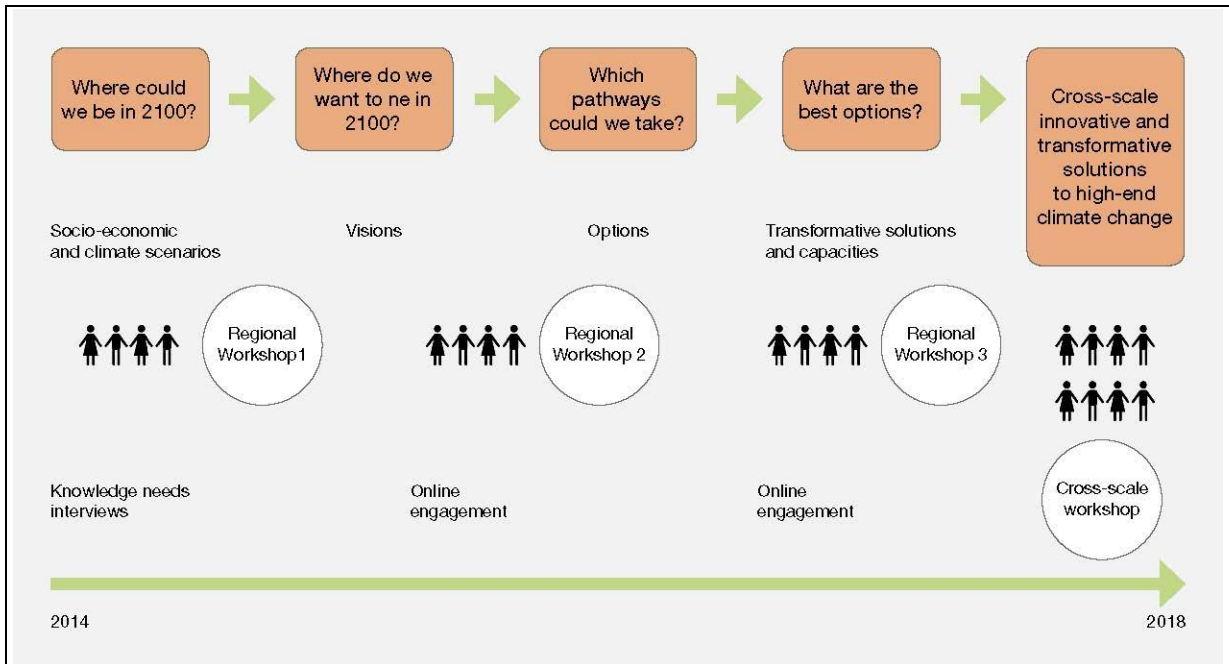 Where could
we be in 2100?
Where do we
want to ne in
2100?
Which
pathways
could we take?
What are the
best options?
Cross-scale
innovative and
transformative
solutions
to high-end
climate change
Socio-economic
and climate scenarios
Visions
Options
Transformative solutions
and capacities
Regional
Workshop1
Regional
Workshop 2
Regional
Workshop 3
Knowledge needs
interviews
Online
engagement
Online
engagement
Cross-scale
workshop
2014
2018